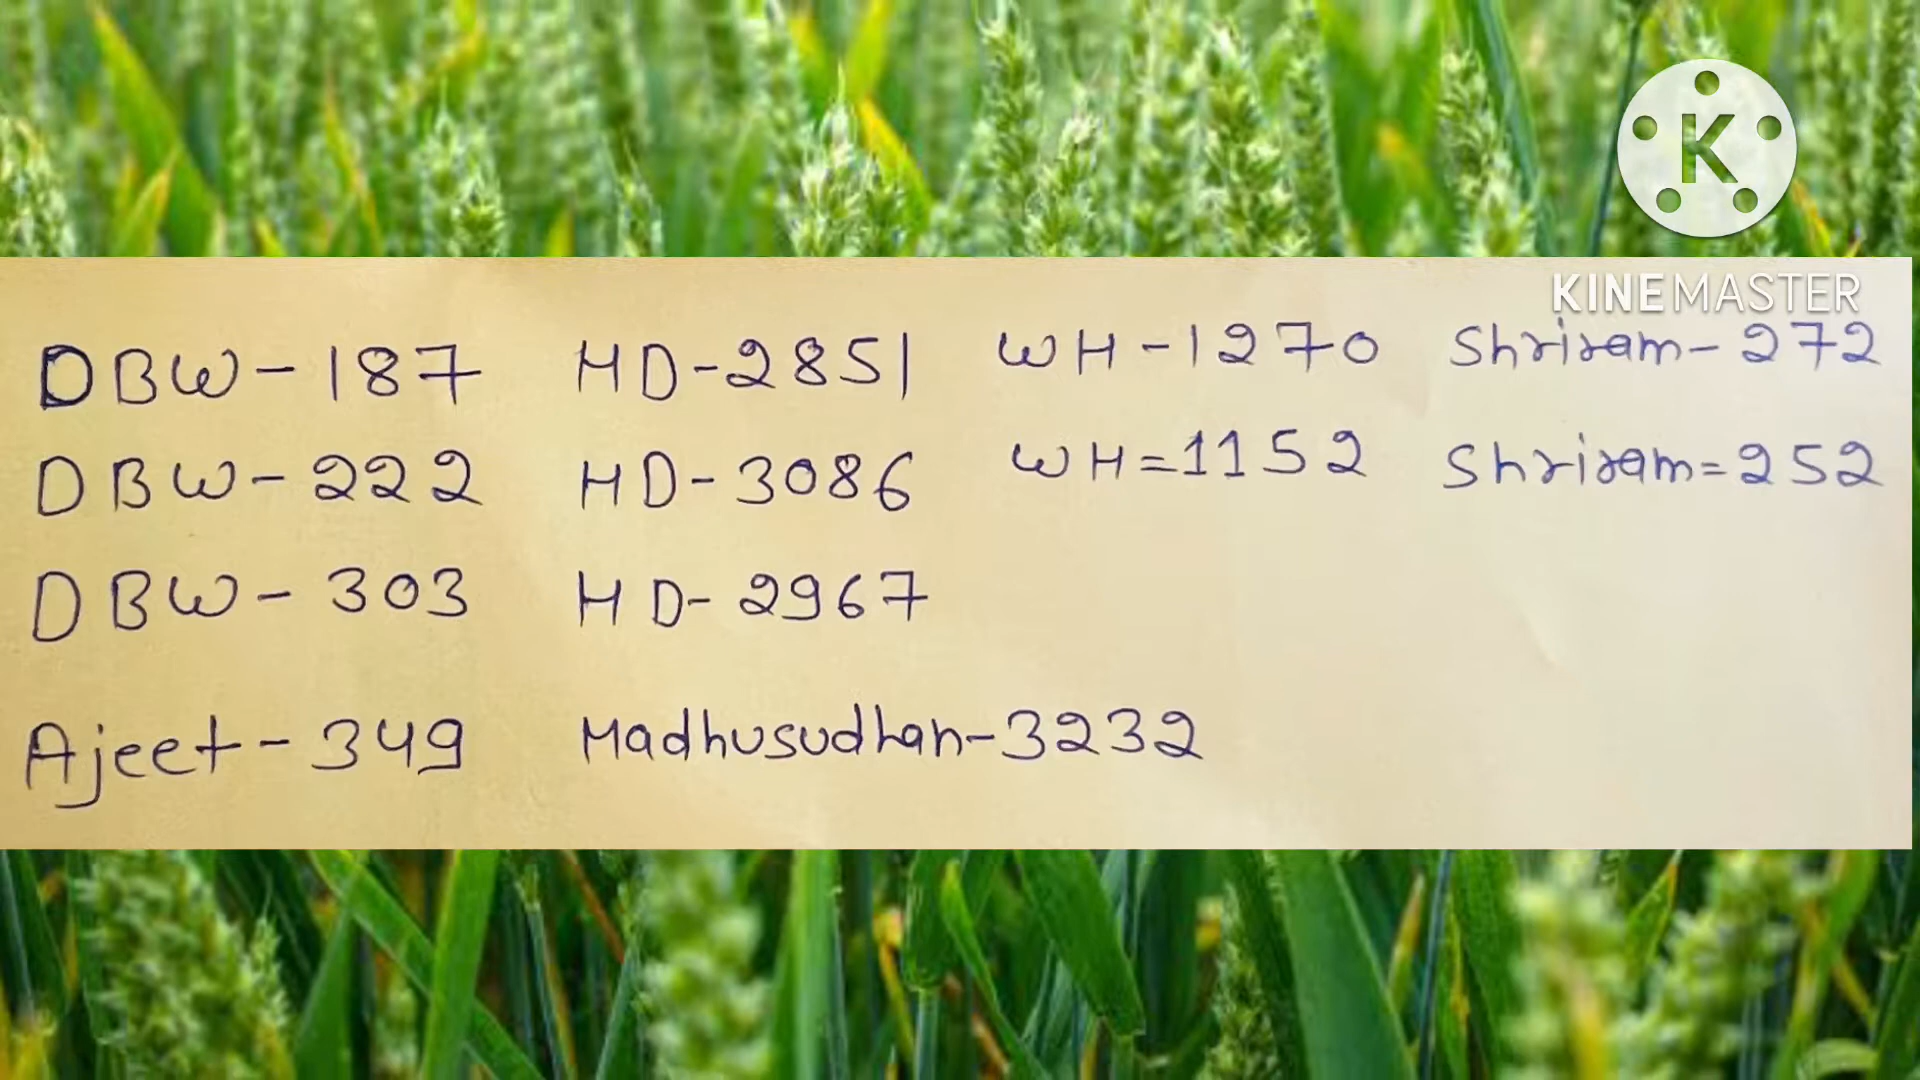 K
KINEMASTER
DBW-187 HD-2851 WH-1270 Shriram-272
DBW-222 HD-3086 WH=1152 Shriram=252
DBW-303 HD-2967
Ajeet-349 Madhusudhan-3232